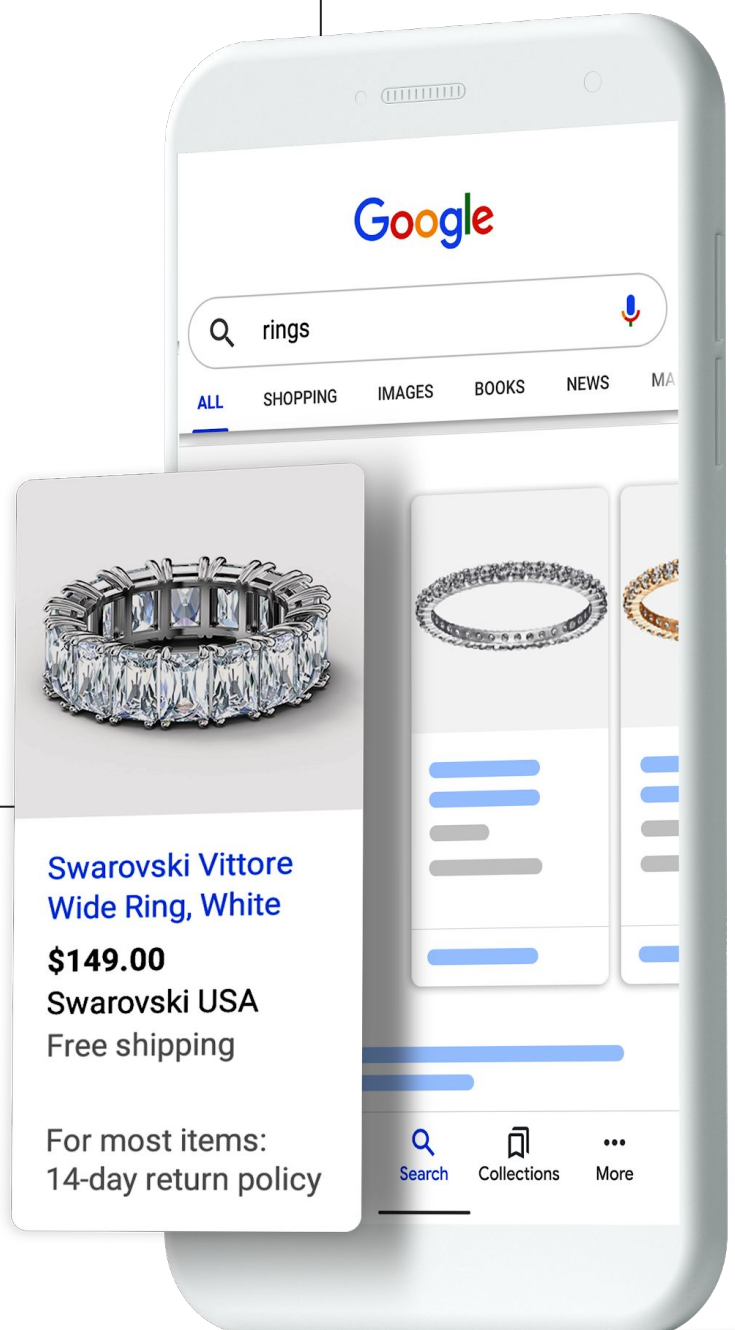 Google
rings
ALL SHOPPING IMAGES BOOKS NEWS MA
Swarovski Vittore
Wide Ring, White
$149.00
Swarovski USA
Free shipping
For most items:
14-day return policy
Search Collections More